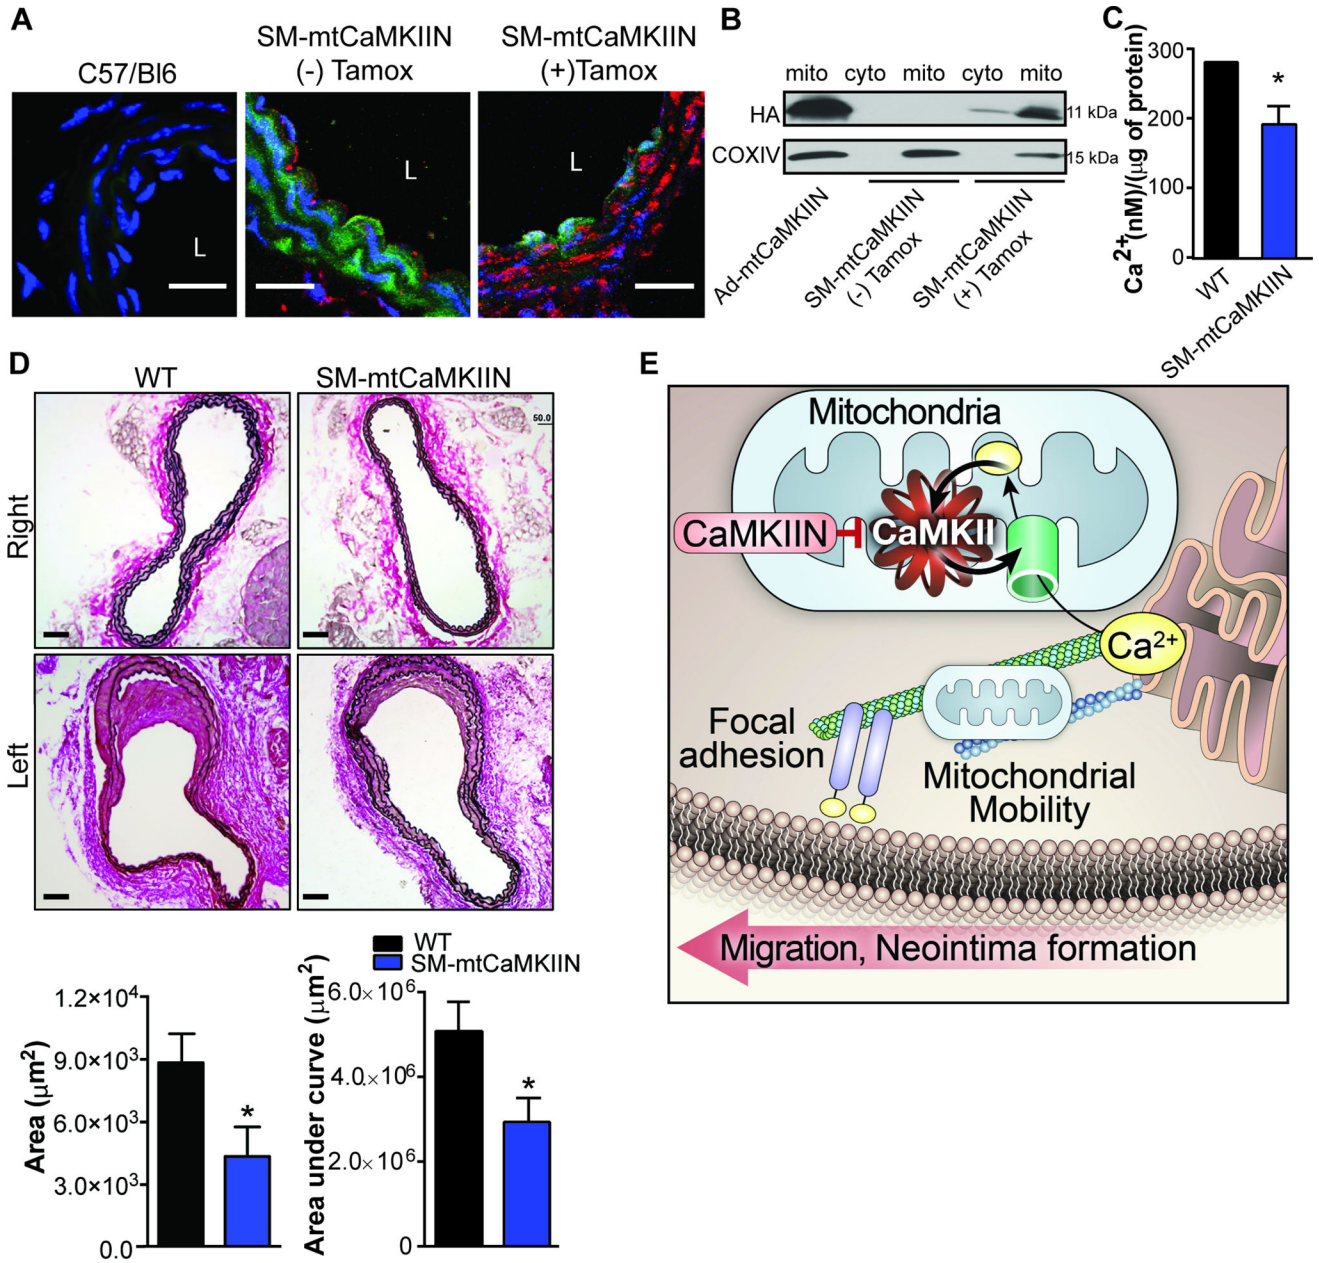 A
C57/Bl6
SM-mtCaMKIIN
(-) Tamox
SM-mtCaMKIIN
(+)Tamox
L
L
L
B
mito cyto mito cyto mito
HA
11 kDa
COXIV
15 kDa
Ad-mtCaMKIIN
SM-mtCaMKIIN
(-) Tamox
SM-mtCaMKIIN
(+) Tamox
C
Ca2+(nM)/(μg of protein)
300
200
100
0
*
WT
SM-mtCaMKIIN
D
WT
SM-mtCaMKIIN
Right
50.0
Left
WT
SM-mtCaMKIIN
Area (μm2)
1.2×104
9.0×103
6.0×103
3.0×103
0.0
*
Area under curve (μm2)
6.0×106
4.0×106
2.0×106
0
*
E
Mitochondria
CaMKIIN
CaMKII
Ca2+
Focal
adhesion
Mitochondrial
Mobility
Migration, Neointima formation